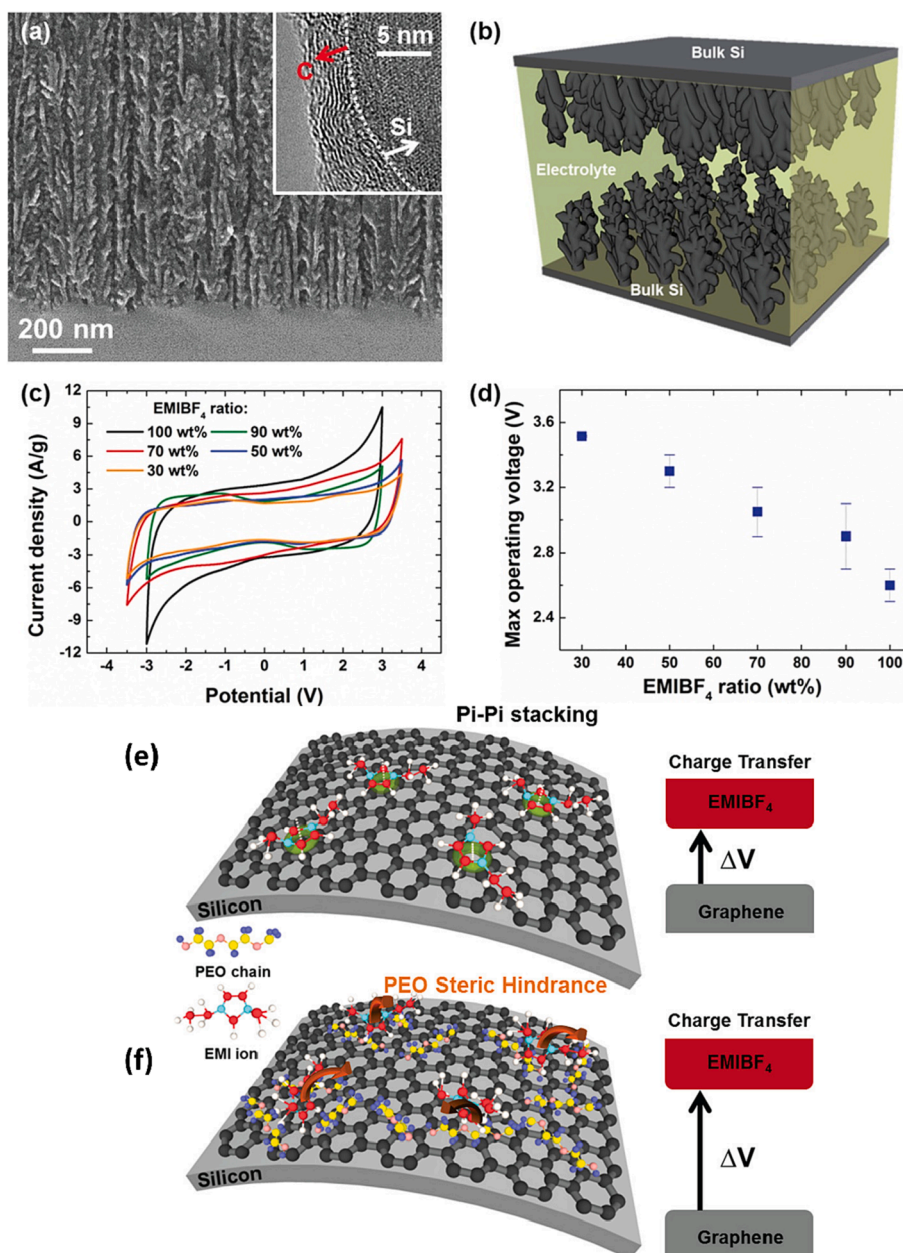 (a)
C
5 nm
Si
200 nm
(b)
Bulk Si
Electrolyte
Bulk Si
(c)
EMIBF₄ ratio:
100 wt% 90 wt%
70 wt% 50 wt%
30 wt%
Current density (A/g)
12
9
6
3
0
-3
-6
-9
-12
-4 -3 -2 -1 0 1 2 3 4
Potential (V)
(d)
Max operating voltage (V)
3.6
3.2
2.8
2.4
30 40 50 60 70 80 90 100
EMIBF₄ ratio (wt%)
Pi-Pi stacking
(e)
Silicon
Charge Transfer
EMIBF₄
ΔV
Graphene
PEO chain
EMI ion
PEO Steric Hindrance
(f)
Silicon
Charge Transfer
EMIBF₄
ΔV
Graphene